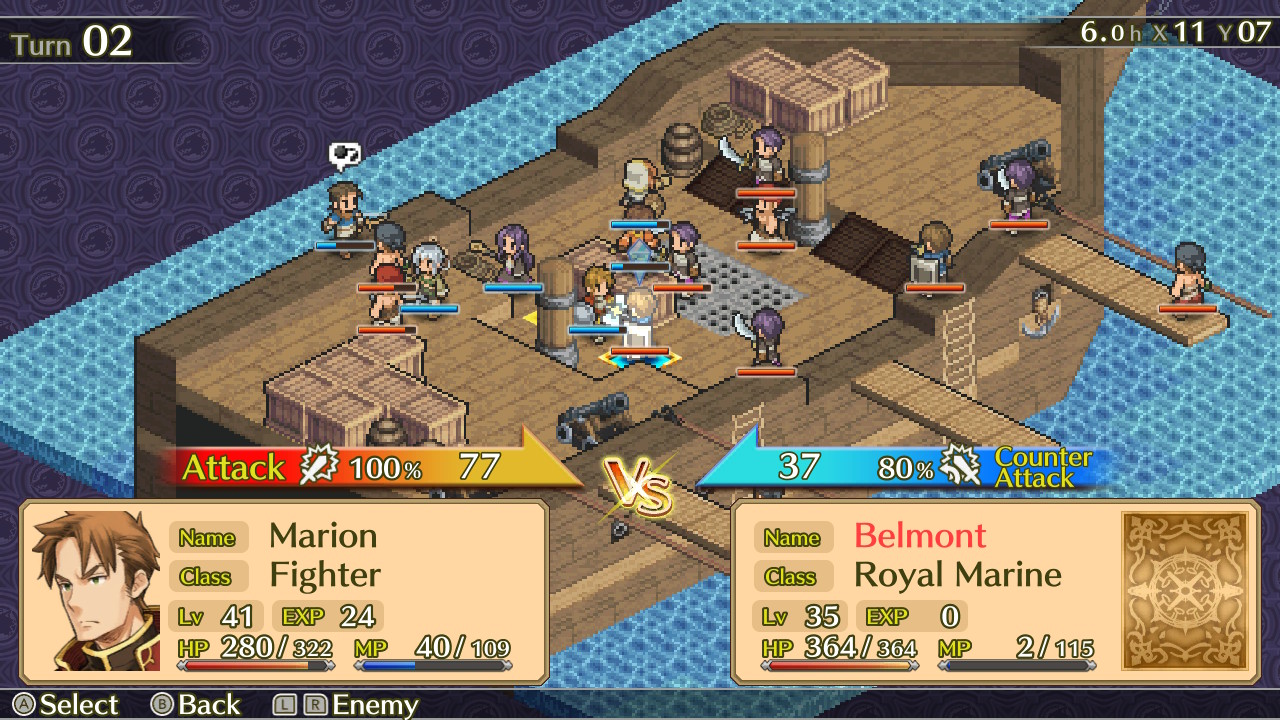 Turn 02
6.0h X 11 Y 07
Attack 100% 77
VS
37 80% Counter Attack
Name Marion
Class Fighter
Lv 41 EXP 24
HP 280/322 MP 40/109
Name Belmont
Class Royal Marine
Lv 35 EXP 0
HP 364/364 MP 2/115
A Select B Back L R Enemy